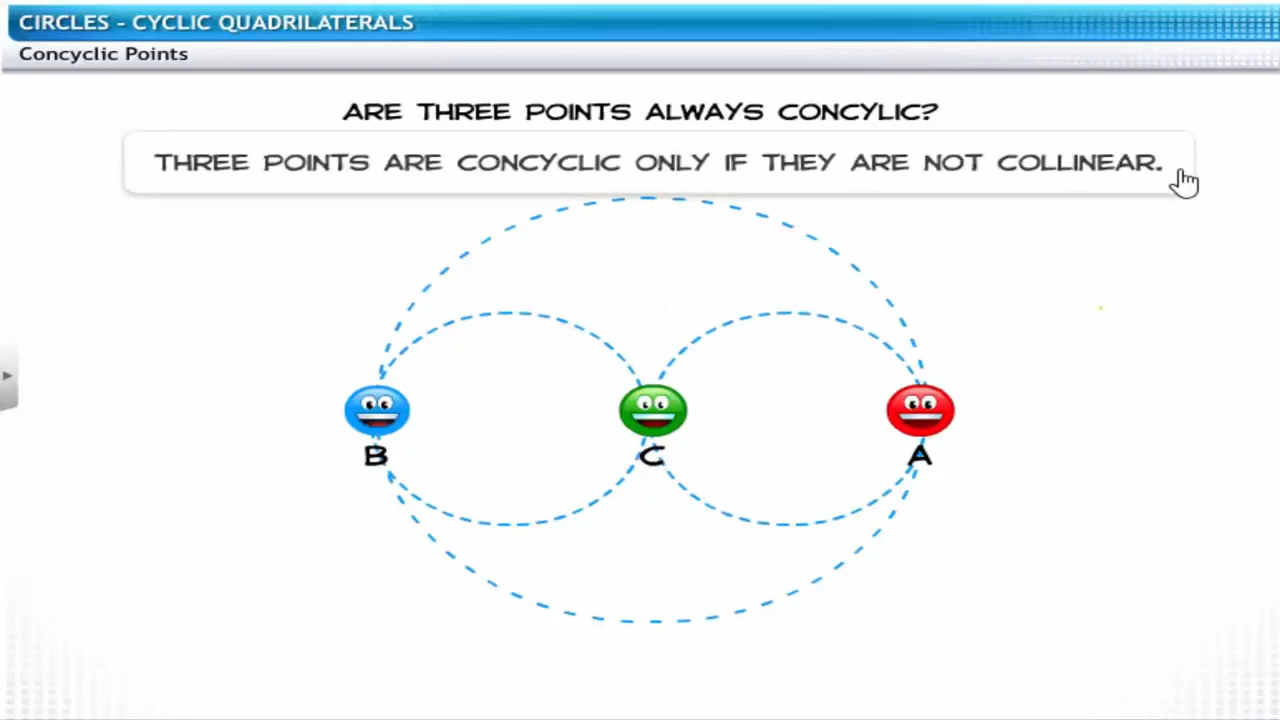 CIRCLES - CYCLIC QUADRILATERALS
Concyclic Points
ARE THREE POINTS ALWAYS CONCYLIC?
THREE POINTS ARE CONCYCLIC ONLY IF THEY ARE NOT COLLINEAR.
B C A